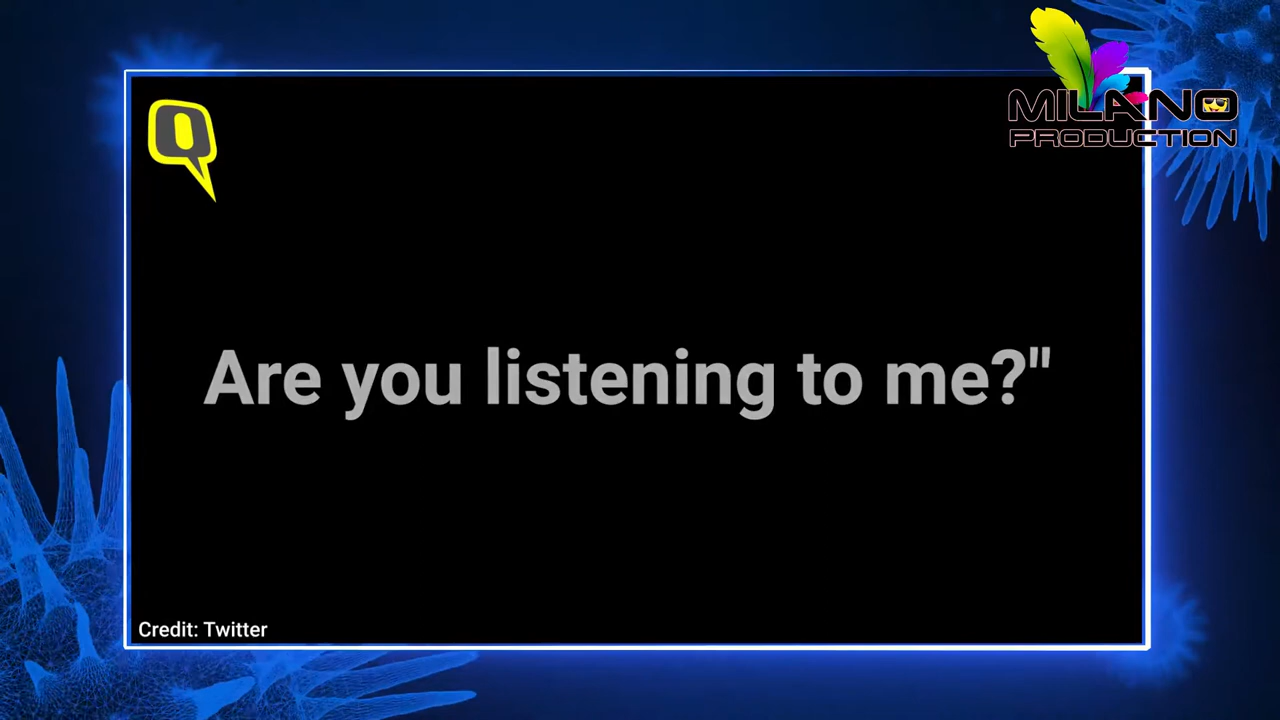 MILANO
PRODUCTION
Q
Are you listening to me?"
Credit: Twitter